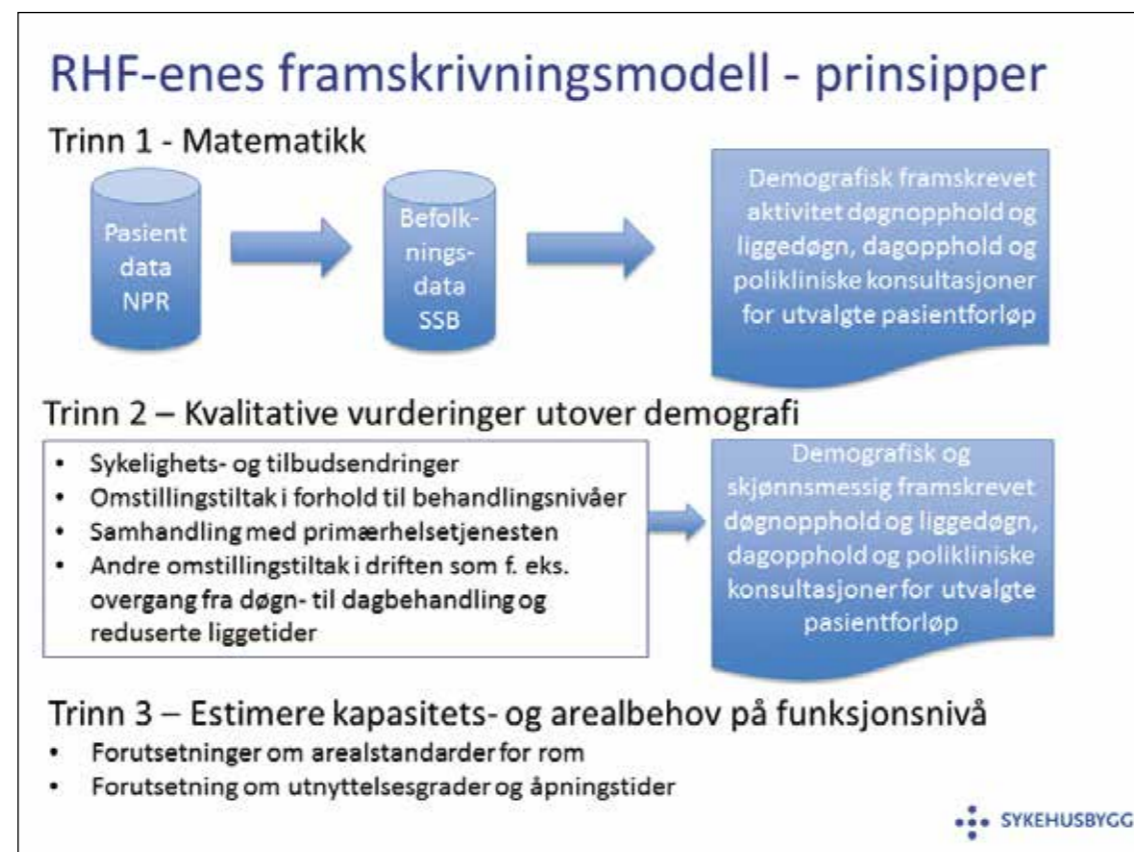 RHF-enes framskrivningsmodell - prinsipper
Trinn 1 - Matematikk
Pasient
data
NPR
Befolk-
nings-
data
SSB
Demografisk framskrevet
aktivitet døgnopphold og
liggedøgn, dagopphold og
polikliniske konsultasjoner
for utvalgte pasientforløp
Trinn 2 – Kvalitative vurderinger utover demografi
• Sykelighets- og tilbudsendringer
• Omstillingstiltak i forhold til behandlingsnivåer
• Samhandling med primærhelsetjenesten
• Andre omstillingstiltak i driften som f. eks.
overgang fra døgn- til dagbehandling og
reduserte liggetider
Demografisk og
skjønnsmessig framskrevet
døgnopphold og liggedøgn,
dagopphold og polikliniske
konsultasjoner for utvalgte
pasientforløp
Trinn 3 – Estimere kapasitets- og arealbehov på funksjonsnivå
• Forutsetninger om arealstandarder for rom
• Forutsetning om utnyttelsesgrader og åpningstider
SYKEHUSBYGG